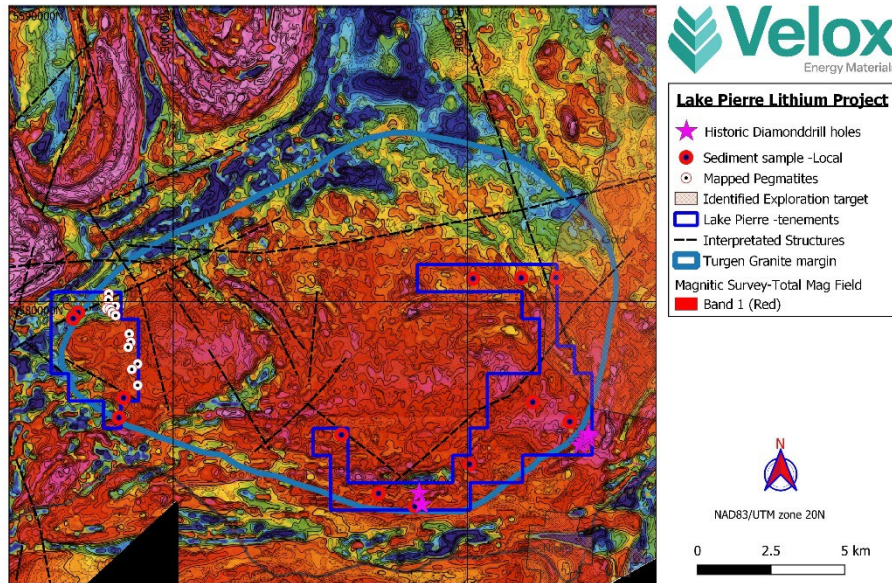 Velox
Energy Materials
Lake Pierre Lithium Project
Historic Diamonddrill holes
Sediment sample -Local
Mapped Pegmatites
Identified Exploration target
Lake Pierre -tenements
Interpretated Structures
Turgen Granite margin
Magnitic Survey-Total Mag Field
Band 1 (Red)
Gold
N
NAD83/UTM zone 20N
0 2.5 5 km